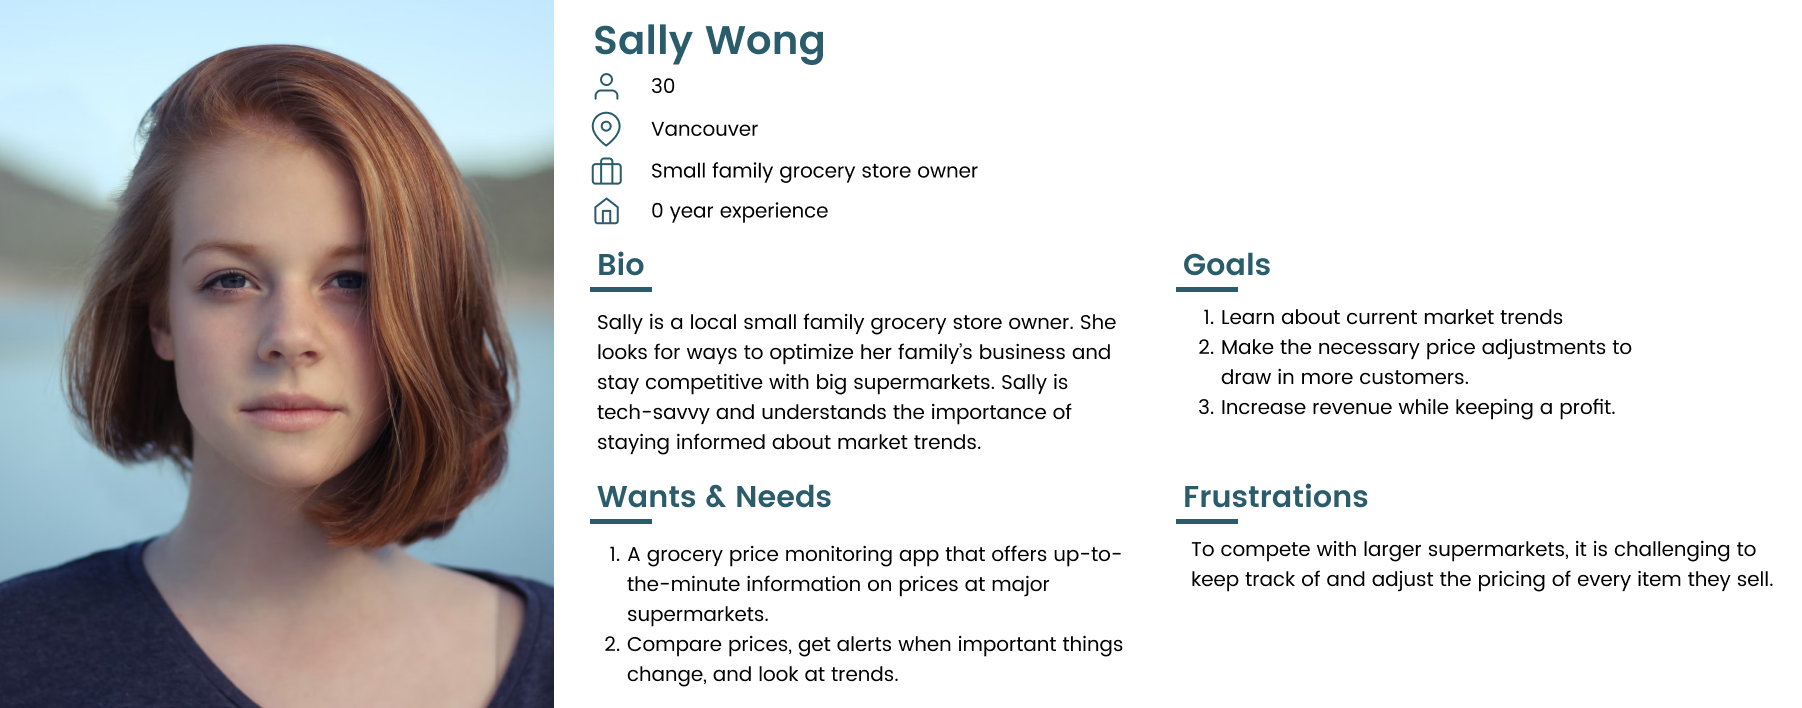 Sally Wong
30
Vancouver
Small family grocery store owner
0 year experience
Bio
Sally is a local small family grocery store owner. She
looks for ways to optimize her family's business and
stay competitive with big supermarkets. Sally is
tech-savvy and understands the importance of
staying informed about market trends.
Goals
1. Learn about current market trends
2. Make the necessary price adjustments to
draw in more customers.
3. Increase revenue while keeping a profit.
Wants & Needs
1. A grocery price monitoring app that offers up-to-
the-minute information on prices at major
supermarkets.
2. Compare prices, get alerts when important things
change, and look at trends.
Frustrations
To compete with larger supermarkets, it is challenging to
keep track of and adjust the pricing of every item they sell.